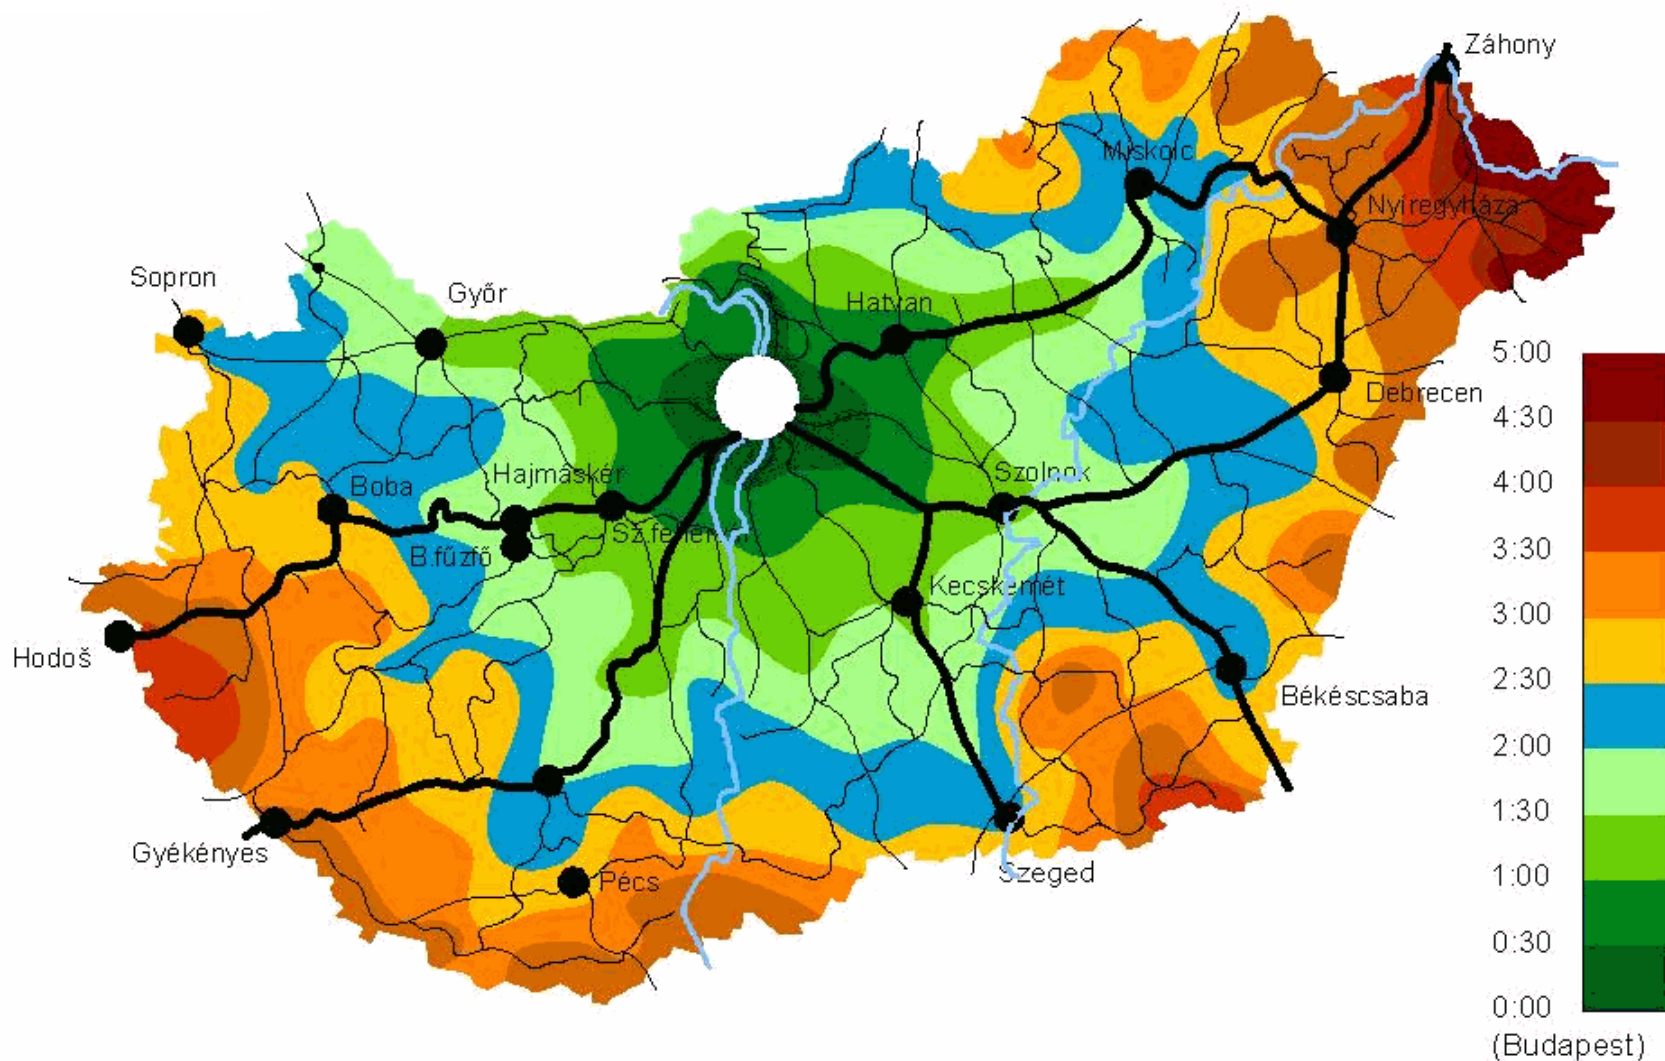 Záhony
Miskolc
Nyíregyháza
Sopron
Győr
Hatvan
Debrecen
Hajmáskér
Szolnok
Boba
Sz.fehérvár
B.fűzfő
Kecskemét
Hodoš
Békéscsaba
Gyékényes
Pécs
Szeged
5:00
4:30
4:00
3:30
3:00
2:30
2:00
1:30
1:00
0:30
0:00
(Budapest)